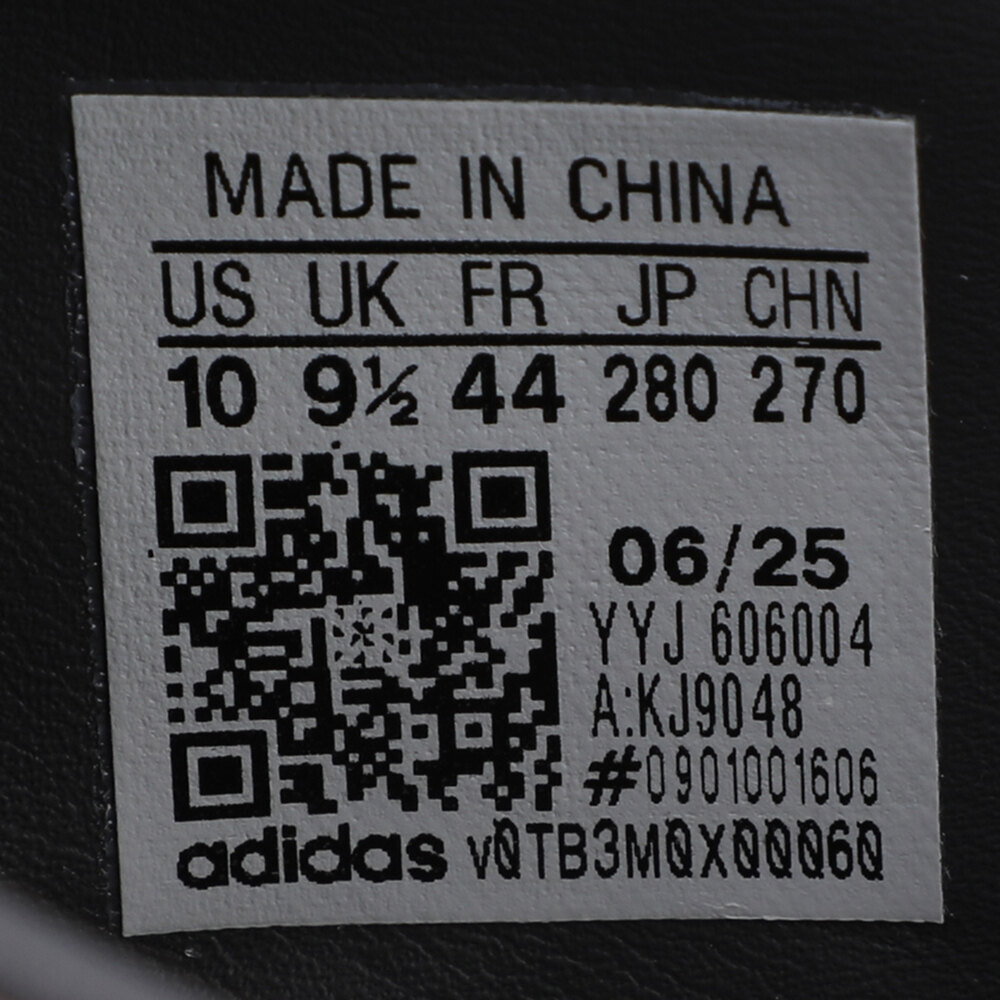 MADE IN CHINA
US UK FR JP CHN
10 9½ 44 280 270
06/25
YYJ 606004
A:KJ9048
#0901001606
adidas v0TB3M0X00060